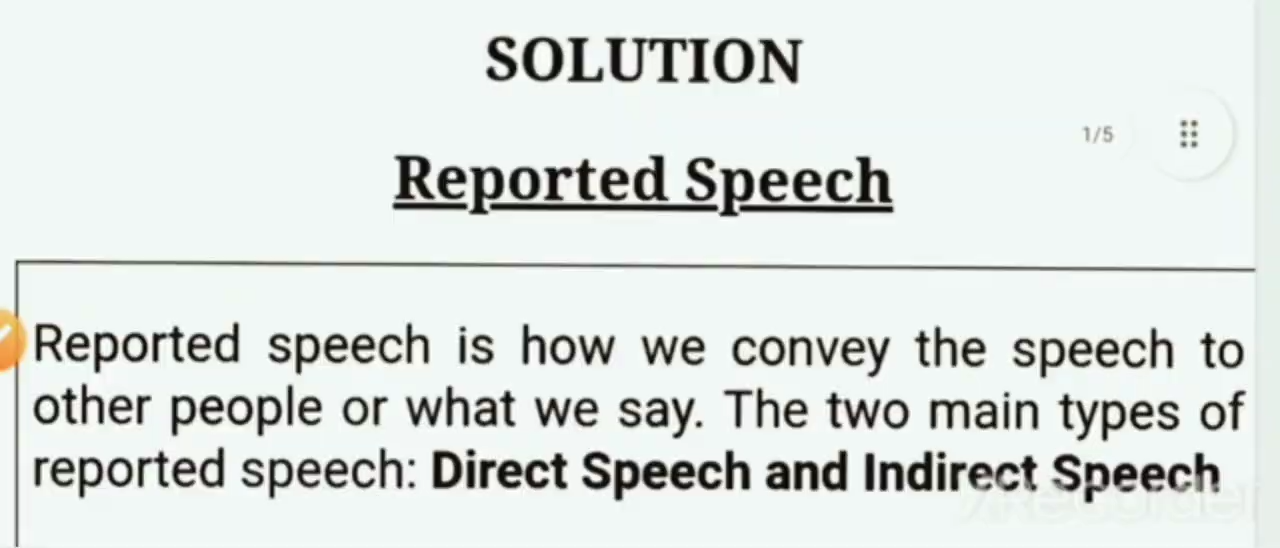 SOLUTION
1/5
Reported Speech
Reported speech is how we convey the speech to
other people or what we say. The two main types of
reported speech: Direct Speech and Indirect Speech